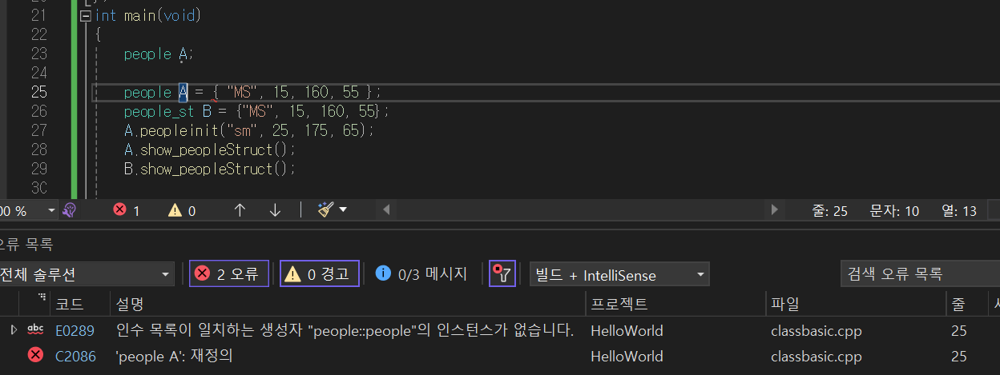 21 int main(void)
22 {
23 people A;
24
25 people A = { "MS", 15, 160, 55 };
26 people_st B = {"MS", 15, 160, 55};
27 A.peopleinit("sm", 25, 175, 65);
28 A.show_peopleStruct();
29 B.show_peopleStruct();
30
00 % 1 0 줄: 25 문자: 10 열: 13
오류 목록
전체 솔루션 2 오류 0 경고 0/3 메시지 빌드 + IntelliSense 검색 오류 목록
코드 설명 프로젝트 파일 줄
abc E0289 인수 목록이 일치하는 생성자 "people::people"의 인스턴스가 없습니다. HelloWorld classbasic.cpp 25
C2086 'people A': 재정의 HelloWorld classbasic.cpp 25